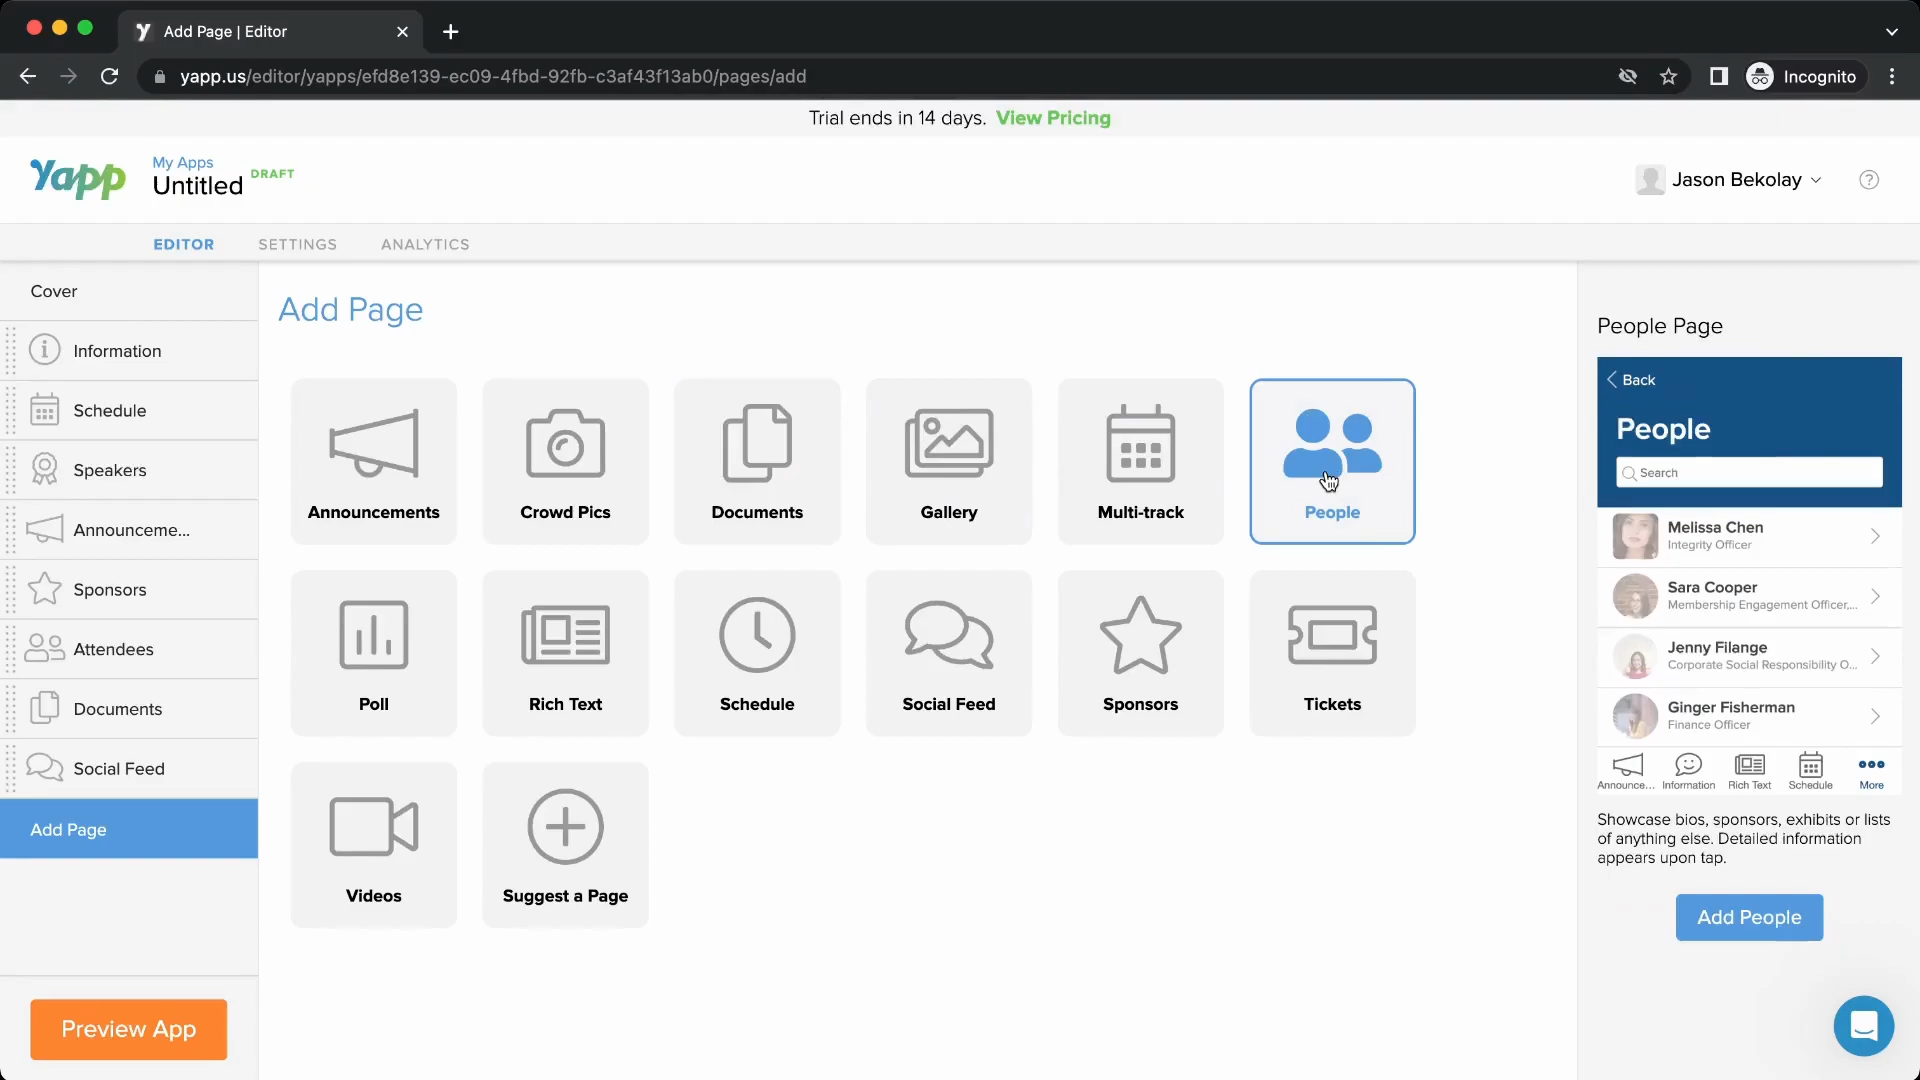 Add Page | Editor
yapp.us/editor/yapps/efd8e139-ec09-4fbd-92fb-c3af43f13ab0/pages/add
Incognito
Trial ends in 14 days. View Pricing
Yapp
My Apps
Untitled DRAFT
Jason Bekolay
?
EDITOR SETTINGS ANALYTICS
Cover
Information
Schedule
Speakers
Announceme...
Sponsors
Attendees
Documents
Social Feed
Add Page
Preview App
Add Page
Announcements
Crowd Pics
Documents
Gallery
Multi-track
People
Poll
Rich Text
Schedule
Social Feed
Sponsors
Tickets
Videos
Suggest a Page
People Page
Back
People
Search
Melissa Chen
Integrity Officer
Sara Cooper
Membership Engagement Officer,...
Jenny Filange
Corporate Social Responsibility O...
Ginger Fisherman
Finance Officer
Announce... Information Rich Text Schedule More
Showcase bios, sponsors, exhibits or lists
of anything else. Detailed information
appears upon tap.
Add People